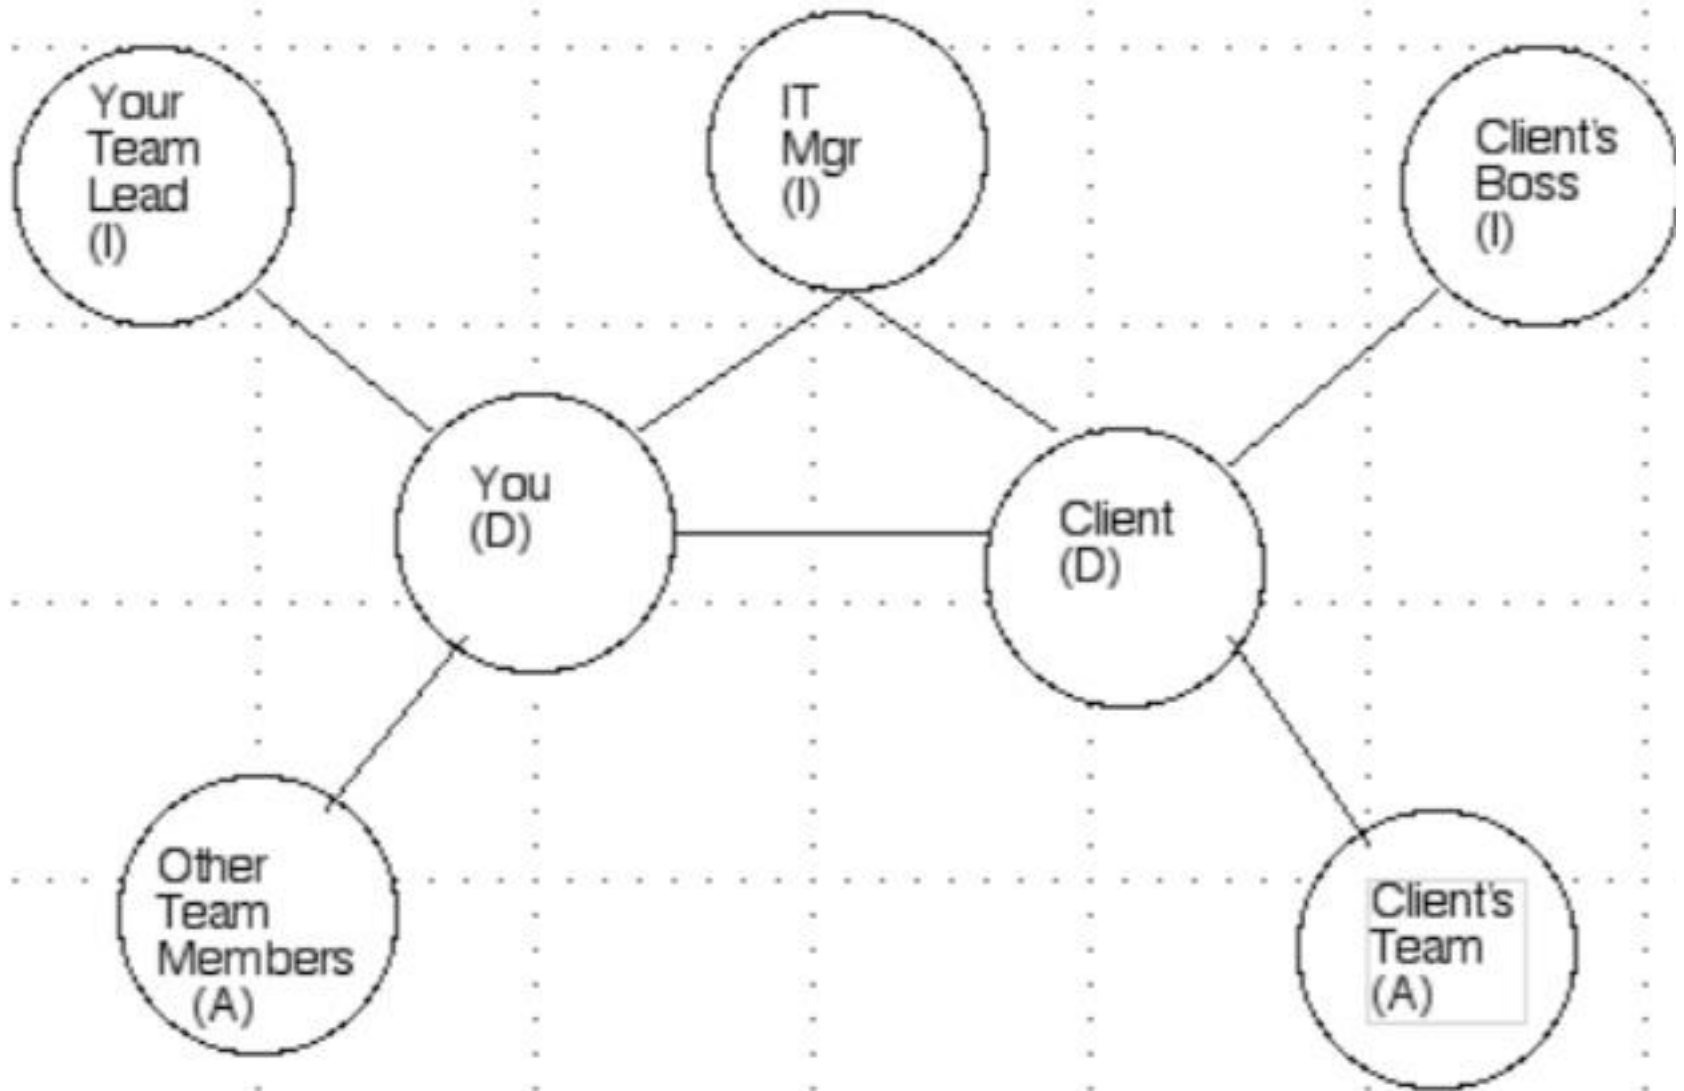 Your
Team
Lead
(I)
IT
Mgr
(I)
Client's
Boss
(I)
You
(D)
Client
(D)
Other
Team
Members
(A)
Client's
Team
(A)